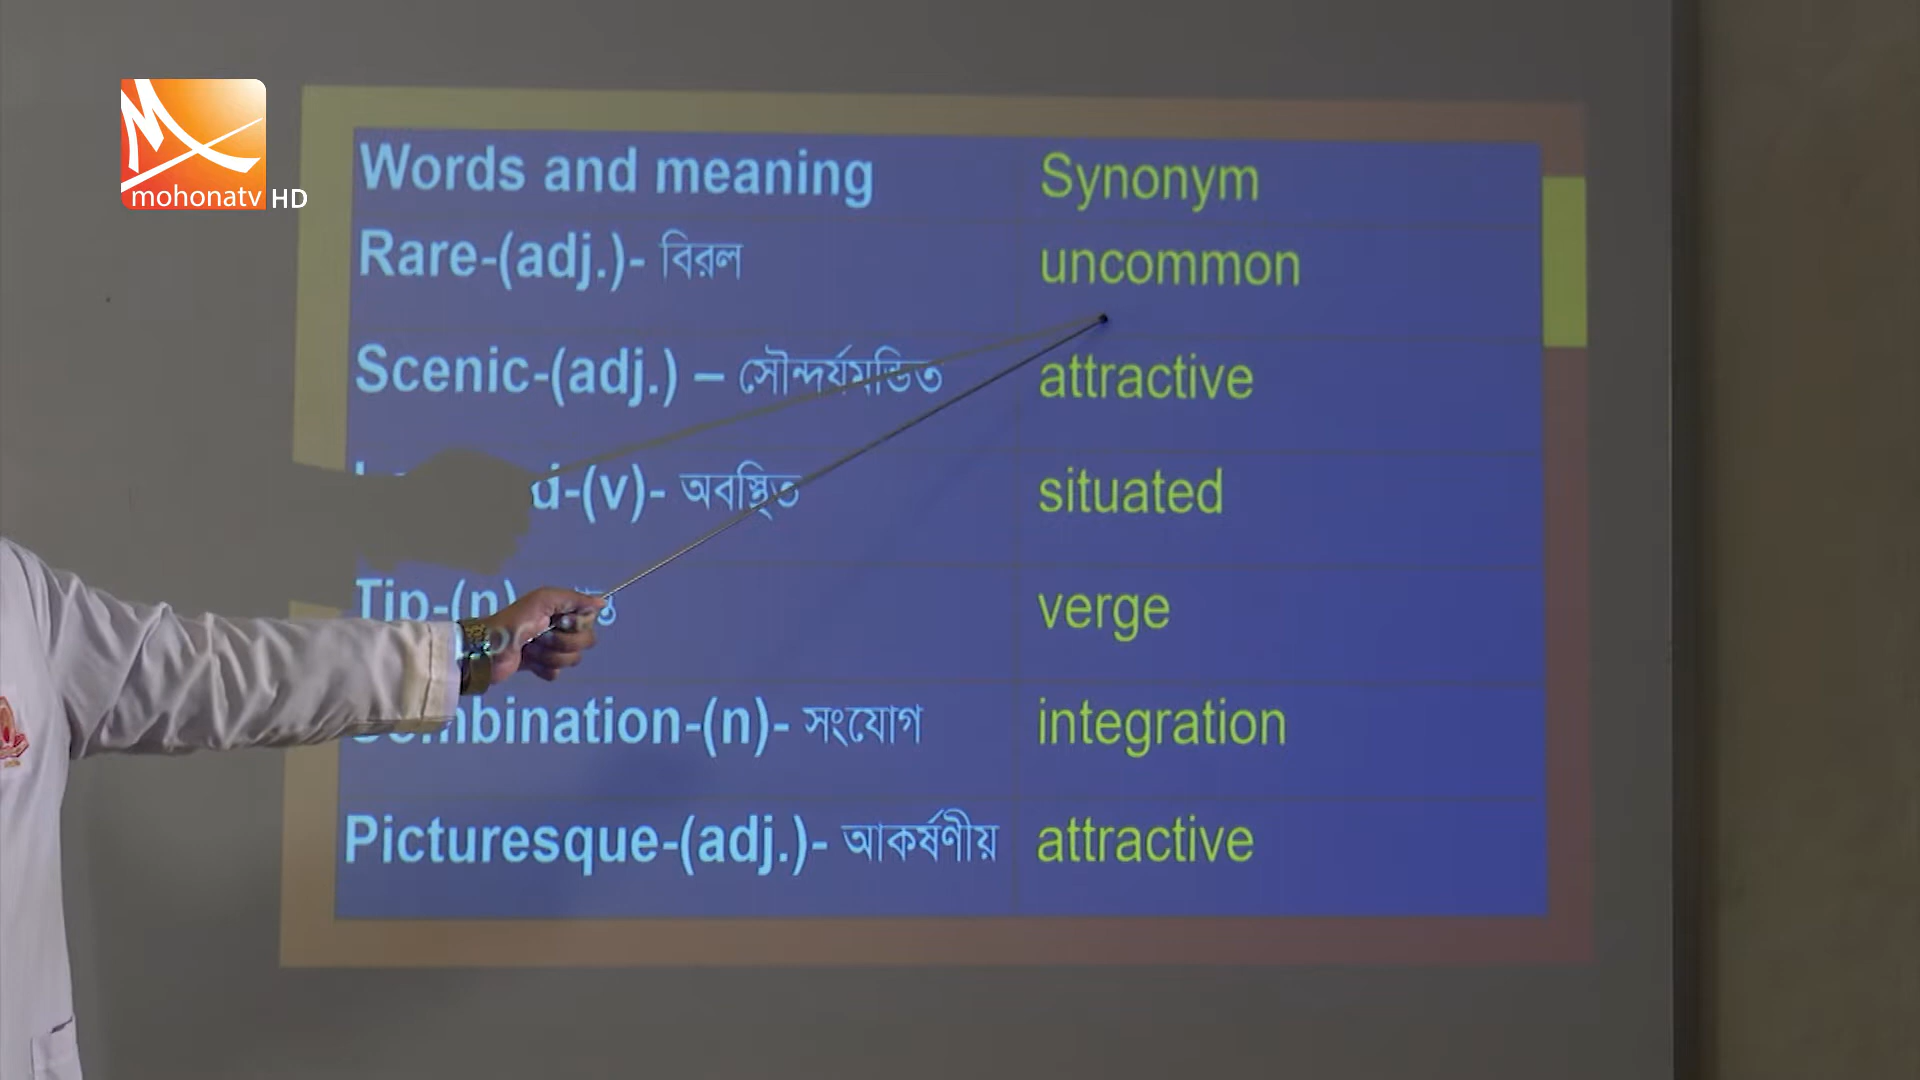 mohonatv HD
Words and meaning Synonym
Rare-(adj.)- বিরল uncommon
Scenic-(adj.) – সৌন্দর্যমন্ডিত attractive
-(v)- অবস্থিত situated
Tip-(n) verge
integration
-(n)- সংযোগ
Picturesque-(adj.)- আকর্ষণীয় attractive